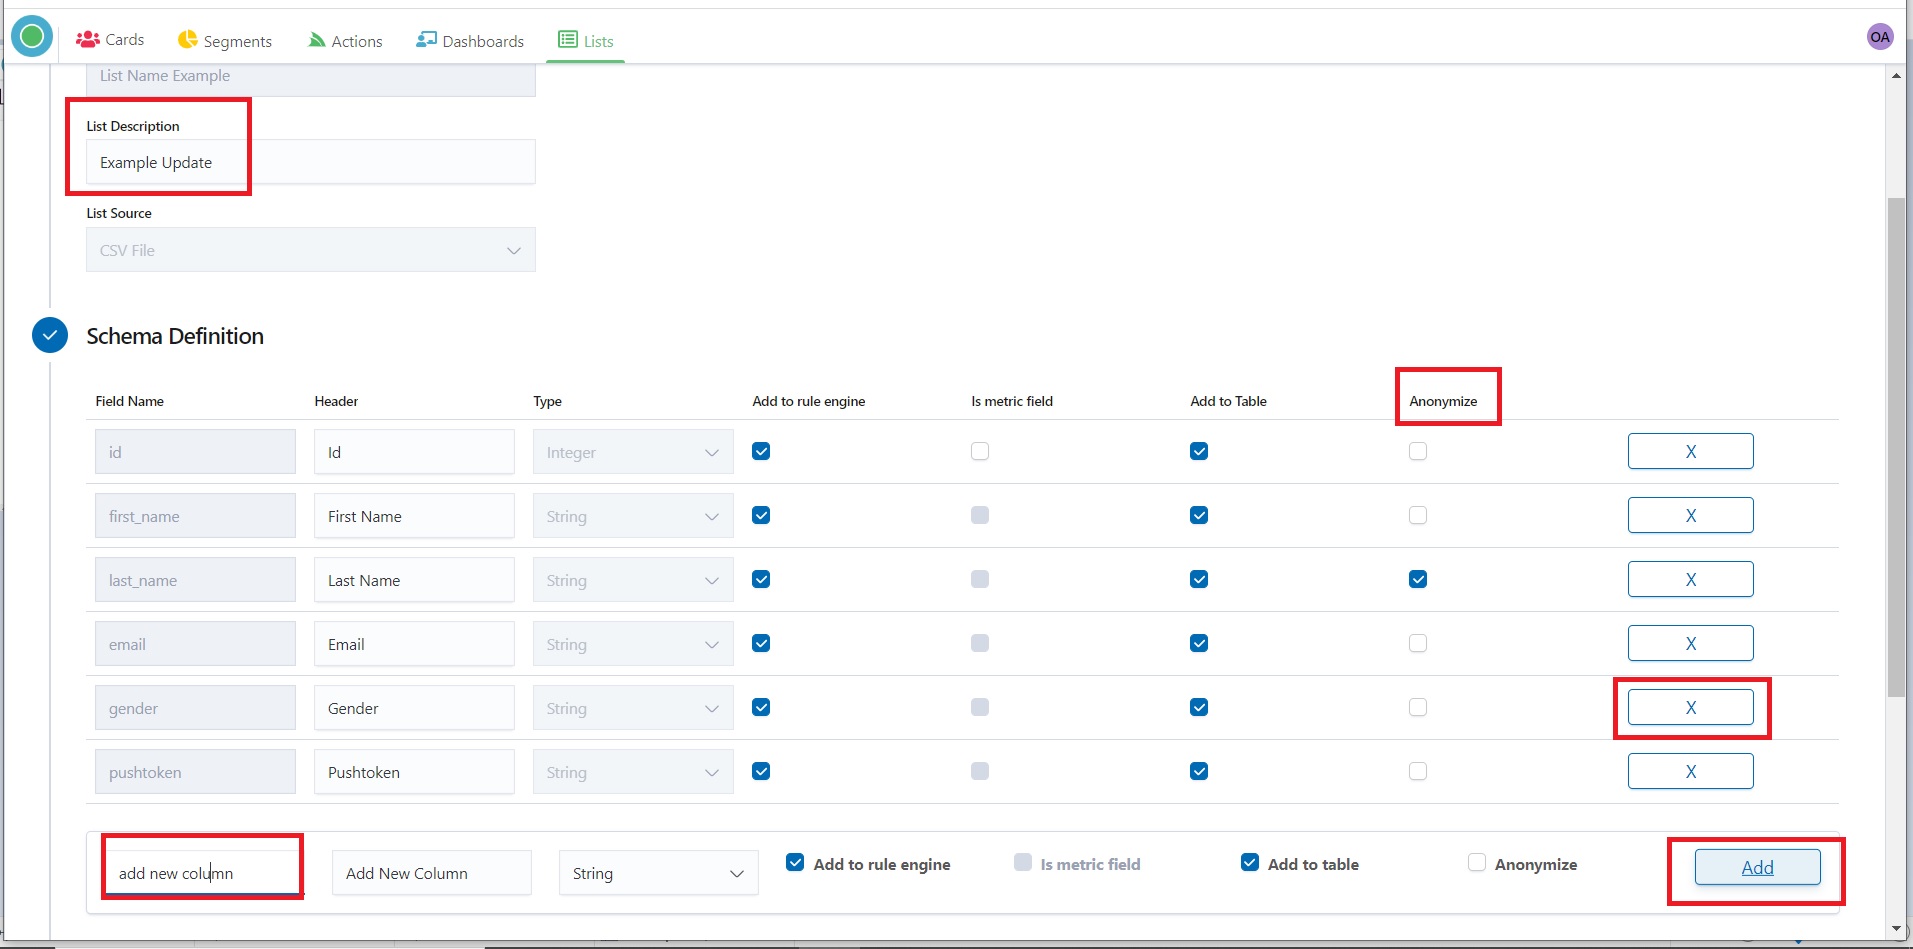 Cards Segments Actions Dashboards Lists OA
List Name Example
List Description
Example Update
List Source
CSV File
Schema Definition
Field Name Header Type Add to rule engine Is metric field Add to Table Anonymize
id Id Integer X
first_name First Name String X
last_name Last Name String X
email Email String X
gender Gender String X
pushtoken Pushtoken String X
add new column Add New Column String Add to rule engine Is metric field Add to table Anonymize Add